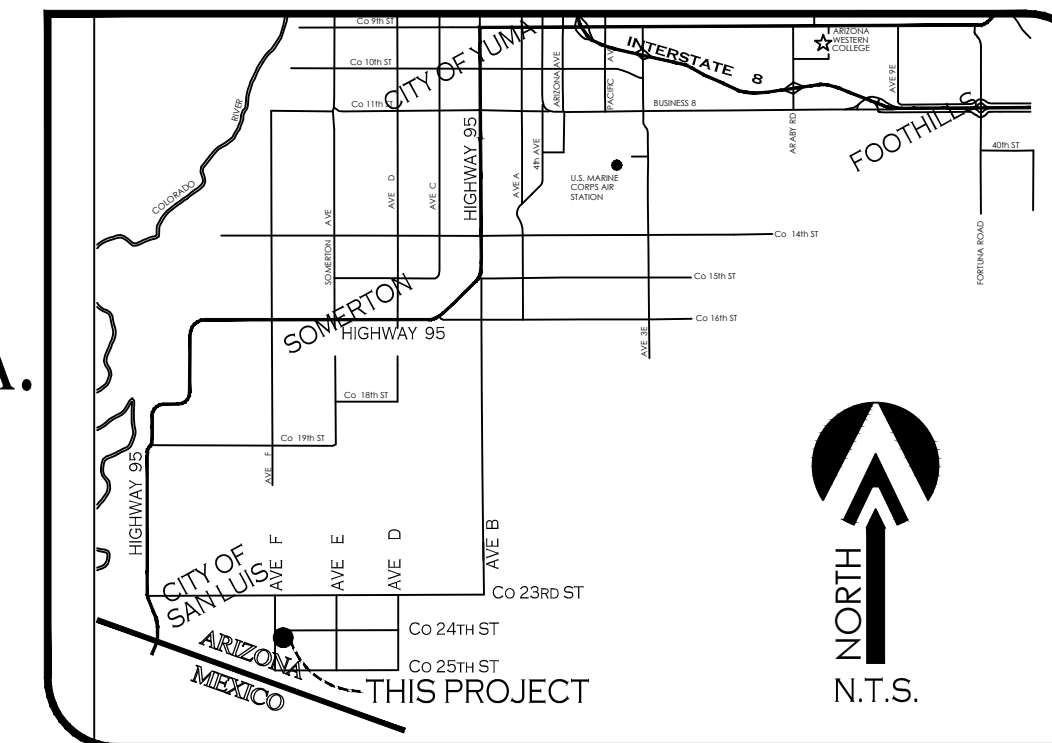 Co 9th ST
CITY OF YUMA
Co 10th ST
Co 11th ST
INTERSTATE 8
ARIZONA
WESTERN
COLLEGE
ARIZONA AVE
PACIFIC AV
AVE 9E
BUSINESS 8
FOOTHILLS
ARABY RD
40th ST
RIVER
COLORADO
HIGHWAY 95
4th AVE
U.S. MARINE
CORPS AIR
STATION
AVE D
AVE C
AVE A
SOMERTON AVE
Co 14th ST
FORTUNA ROAD
Co 15th ST
SOMERTON
HIGHWAY 95
Co 16th ST
AVE 3E
A.
Co 18th ST
Co 19th ST
AVE F
HIGHWAY 95
AVE F
AVE E
AVE D
AVE B
CITY OF
SAN LUIS
Co 23RD ST
Co 24TH ST
Co 25TH ST
ARIZONA
MEXICO
THIS PROJECT
NORTH
N.T.S.